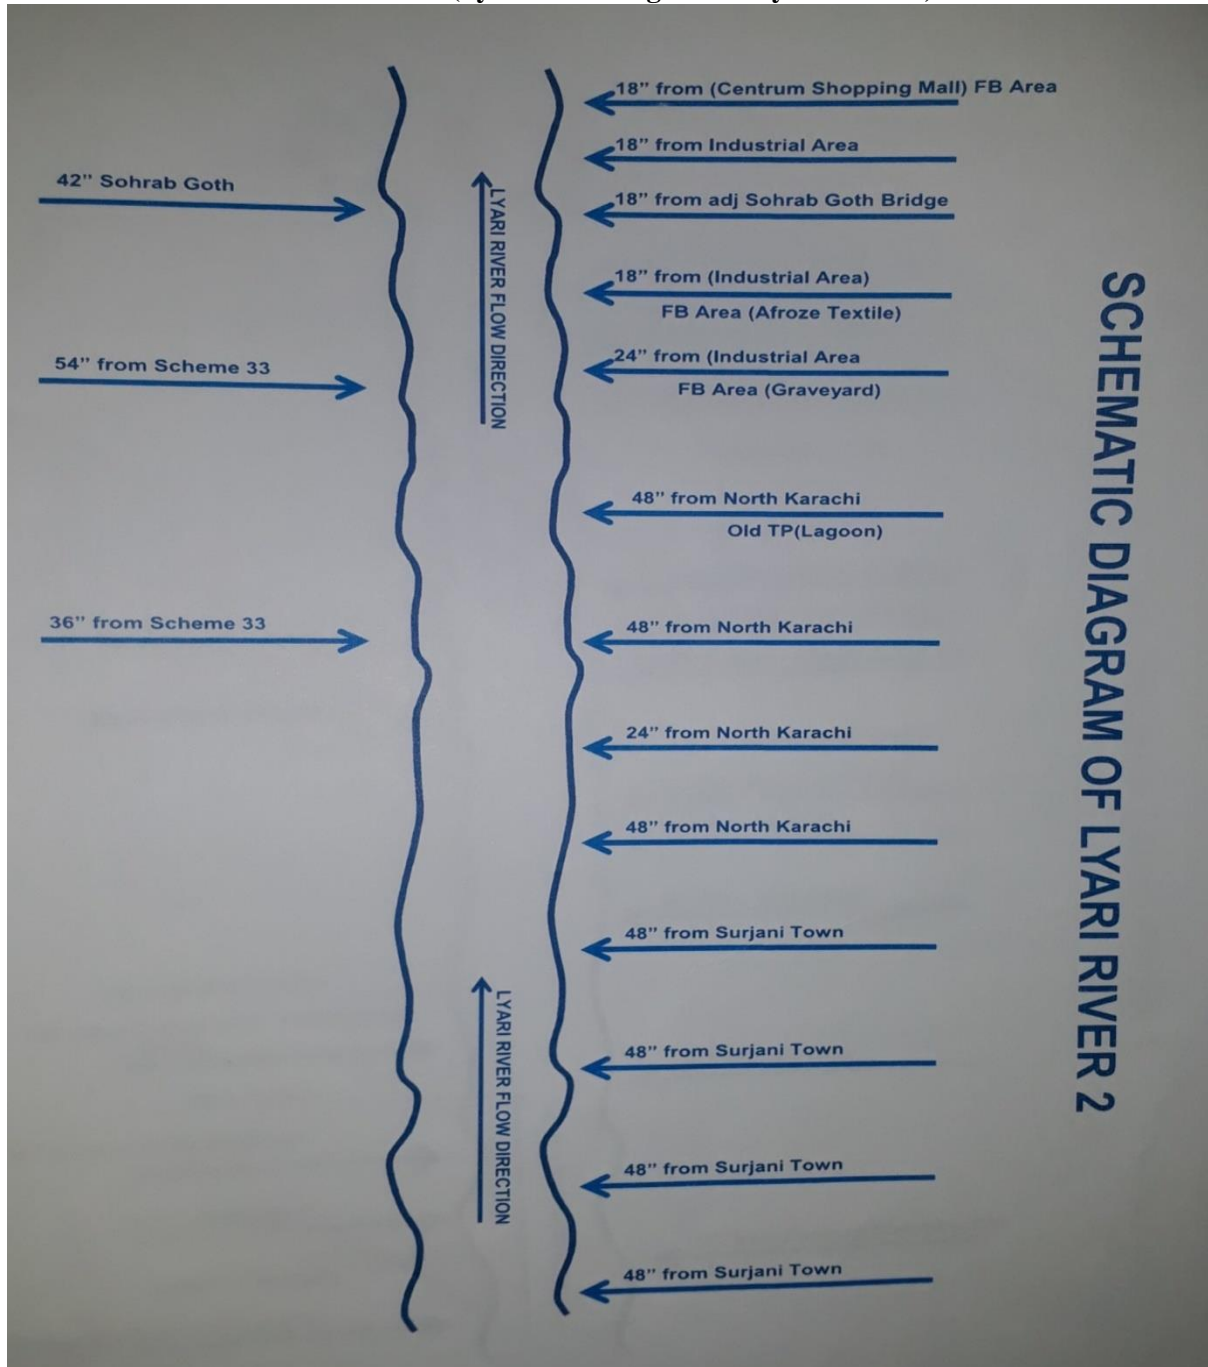 18” from (Centrum Shopping Mall) FB Area
18” from Industrial Area
42” Sohrab Goth
18” from adj Sohrab Goth Bridge
LYARI RIVER FLOW DIRECTION
18” from (Industrial Area)
FB Area (Afroze Textile)
54” from Scheme 33
24” from (Industrial Area
FB Area (Graveyard)
48” from North Karachi
Old TP(Lagoon)
36” from Scheme 33
48” from North Karachi
24” from North Karachi
48” from North Karachi
48” from Surjani Town
LYARI RIVER FLOW DIRECTION
48” from Surjani Town
48” from Surjani Town
48” from Surjani Town
SCHEMATIC DIAGRAM OF LYARI RIVER 2